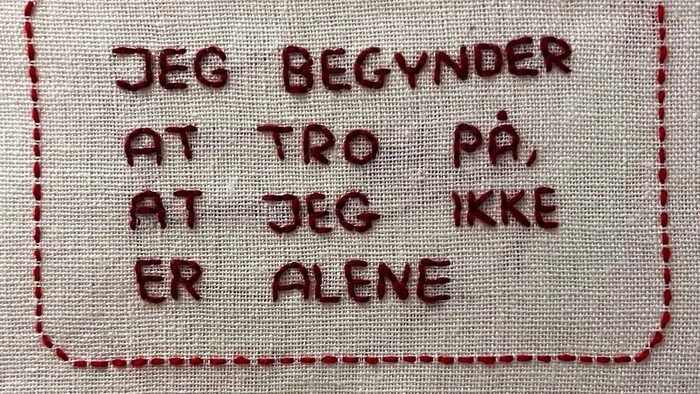 JEG BEGYNDER
AT TRO PÅ,
AT JEG IKKE
ER ALENE